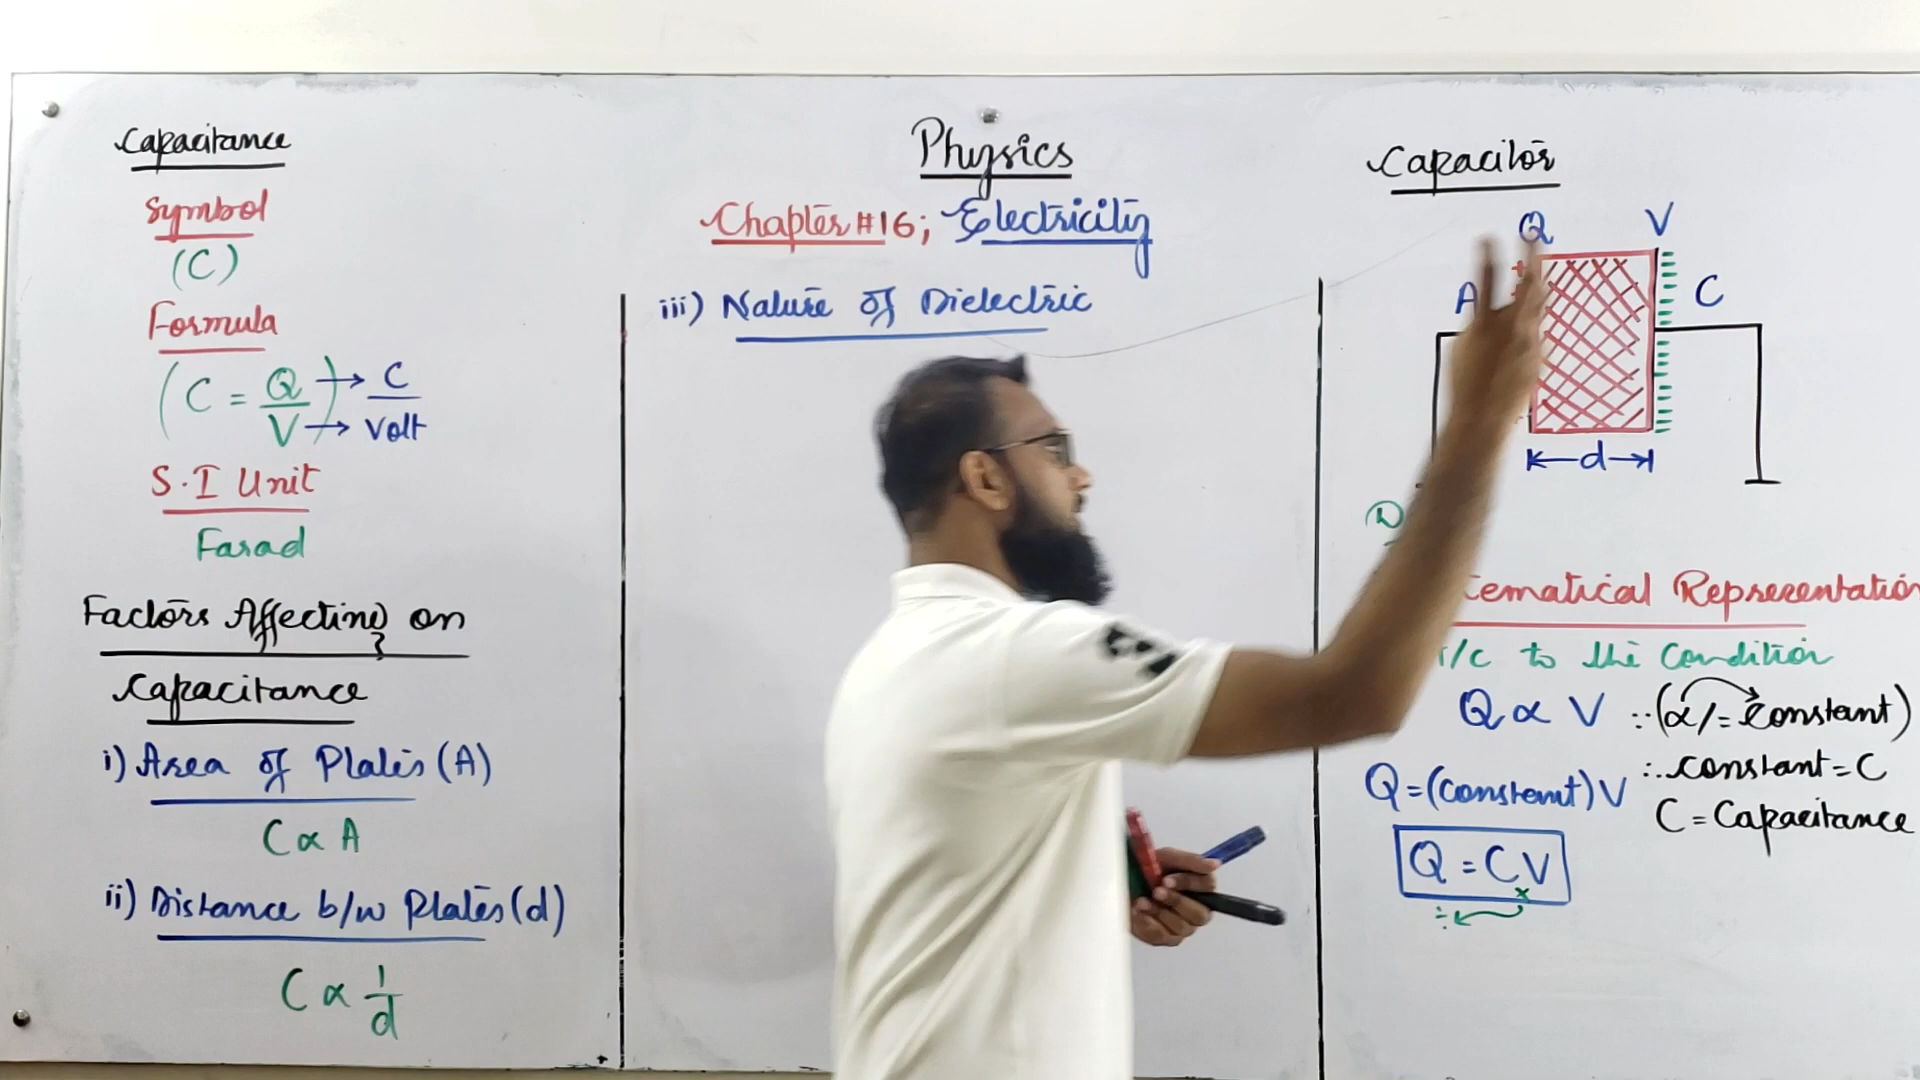 Capacitance
Symbol
(C)
Formula
(C = Q/V) → C
→ Volt
S.I Unit
Farad
Factors Affecting on
Capacitance
i) Area of Plates (A)
C ∝ A
ii) Distance b/w Plates (d)
C ∝ 1/d
Physics
Chapter #16; Electricity
iii) Nature of Dielectric
Capacitor
Q V
A C
d
D
tematical Representation
/c to the Condition
Q ∝ V ∵ (∝/= constant)
Q = (constant) V ∴ constant = C
C = Capacitance
Q = CV
×
÷